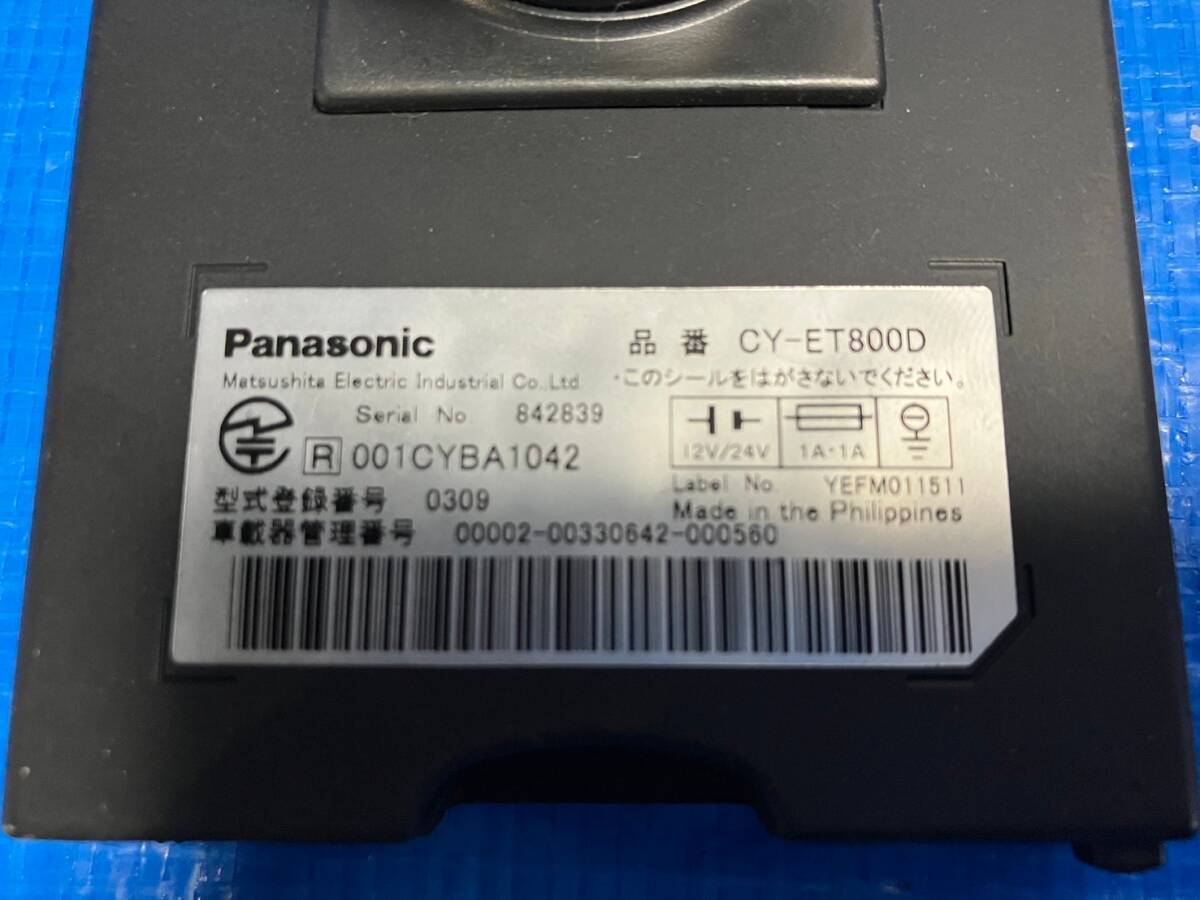 Panasonic 品番 CY-ET800D
Matsushita Electric Industrial Co.,Ltd. ・このシールをはがさないでください。
Serial No 842839
R 001CYBA1042
12V/24V 1A・1A
型式登録番号 0309
Label No. YEFM011511
Made in the Philippines
車載器管理番号 00002-00330642-000560